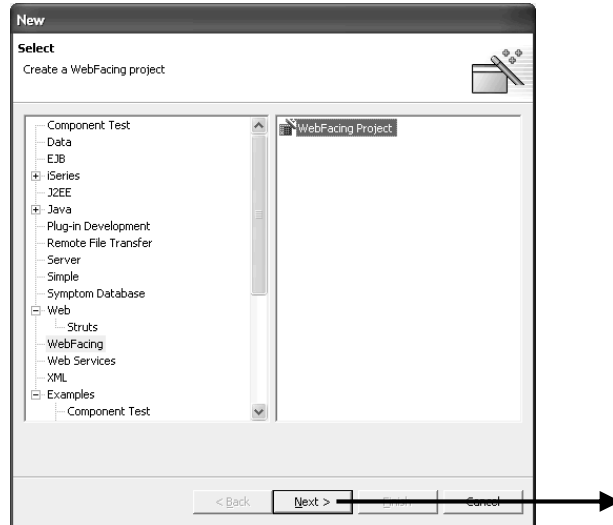 New
Select
Create a WebFacing project
Component Test
Data
EJB
iSeries
J2EE
Java
Plug-in Development
Remote File Transfer
Server
Simple
Symptom Database
Web
Struts
WebFacing
Web Services
XML
Examples
Component Test
WebFacing Project
< Back
Next >
Finish
Cancel